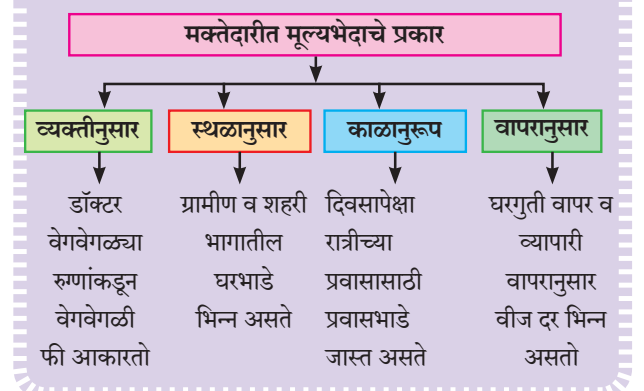 मक्तेदारीत मूल्यभेदाचे प्रकार
व्यक्तीनुसार
स्थळानुसार
काळानुरूप
वापरानुसार
डॉक्टर
वेगवेगळ्या
रुग्णांकडून
वेगवेगळी
फी आकारतो
ग्रामीण व शहरी
भागातील
घरभाडे
भिन्न असते
दिवसापेक्षा
रात्रीच्या
प्रवासासाठी
प्रवासभाडे
जास्त असते
घरगुती वापर व
व्यापारी
वापरानुसार
वीज दर भिन्न
असतो